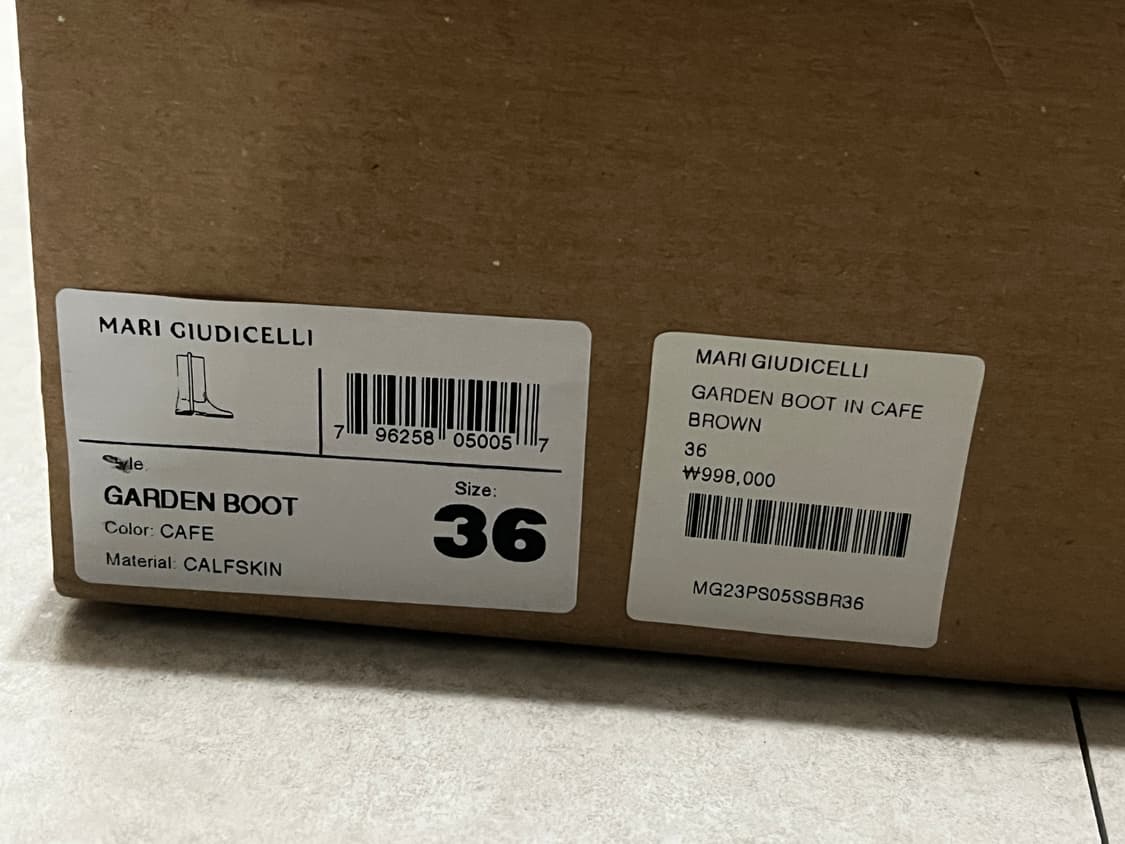 MARI GIUDICELLI
7 96258 05005 7
Style
GARDEN BOOT
Color: CAFE
Material: CALFSKIN
Size:
36
MARI GIUDICELLI
GARDEN BOOT IN CAFE
BROWN
36
₩998,000
MG23PS05SSBR36